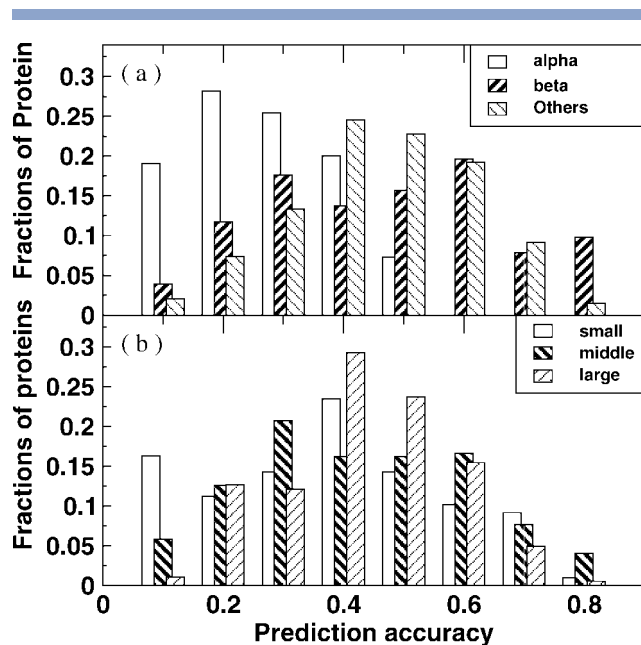 Fractions of Protein
(a)
alpha
beta
Others
0.3
0.25
0.2
0.15
0.1
0.05
0
Fractions of proteins
(b)
small
middle
large
0.3
0.25
0.2
0.15
0.1
0.05
0
0 0.2 0.4 0.6 0.8
Prediction accuracy